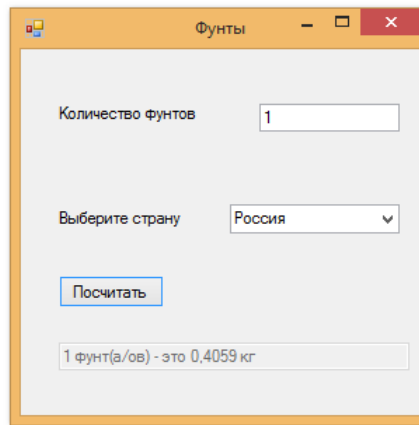 Фунты
Количество фунтов 1
Выберите страну Россия
Посчитать
1 фунт(а/ов) - это 0,4059 кг